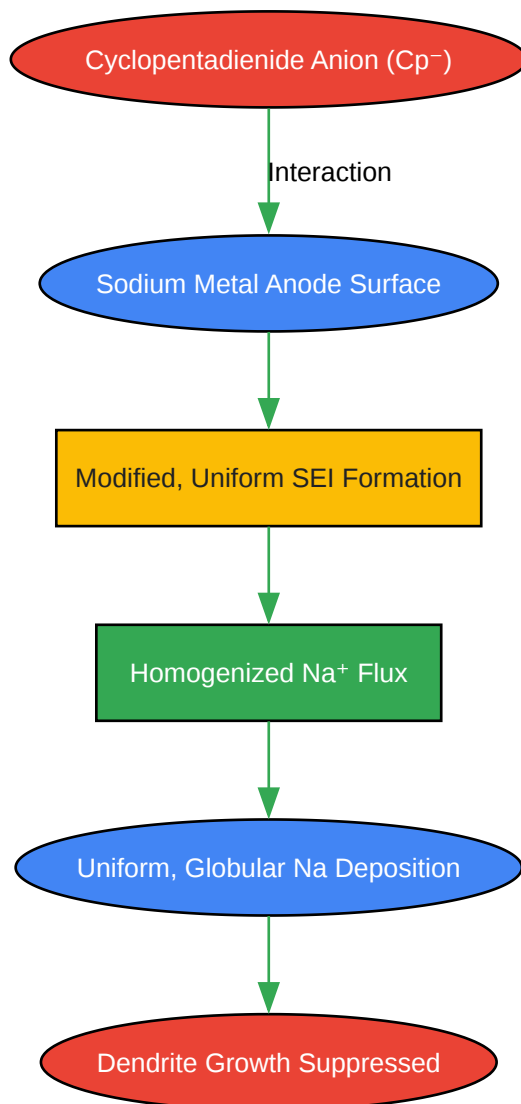 Cyclopentadienide Anion (Cp⁻)
Interaction
Sodium Metal Anode Surface
Modified, Uniform SEI Formation
Homogenized Na⁺ Flux
Uniform, Globular Na Deposition
Dendrite Growth Suppressed